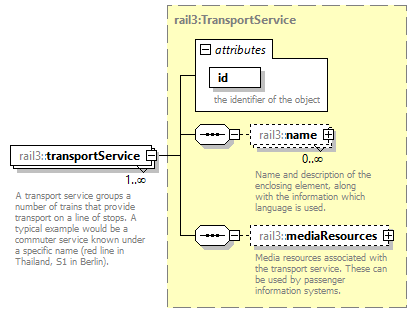 rail3:TransportService
attributes
id
the identifier of the object
rail3::name
0..∞
Name and description of the
enclosing element, along
with the information which
language is used.
rail3::transportService
1..∞
A transport service groups a
number of trains that provide
transport on a line of stops. A
typical example would be a
commuter service known under
a specific name (red line in
Thailand, S1 in Berlin).
rail3::mediaResources
Media resources associated with
the transport service. These can
be used by passenger
information systems.